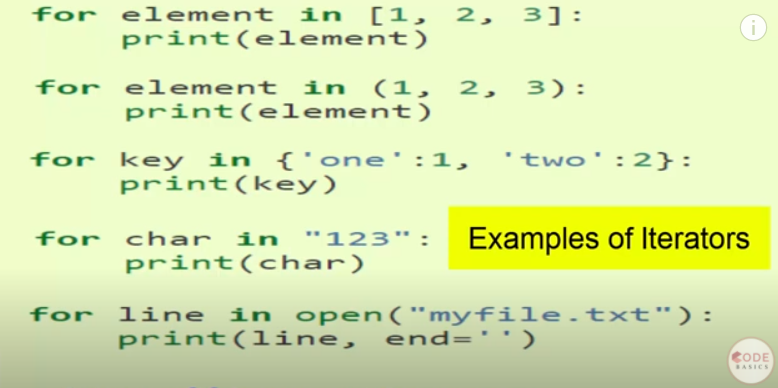 for element in [1, 2, 3]:
    print(element)
for element in (1, 2, 3):
    print(element)
for key in {'one':1, 'two':2}:
    print(key)
for char in "123":
    print(char)
Examples of Iterators
for line in open("myfile.txt"):
    print(line, end='')
i
CODE
BASICS